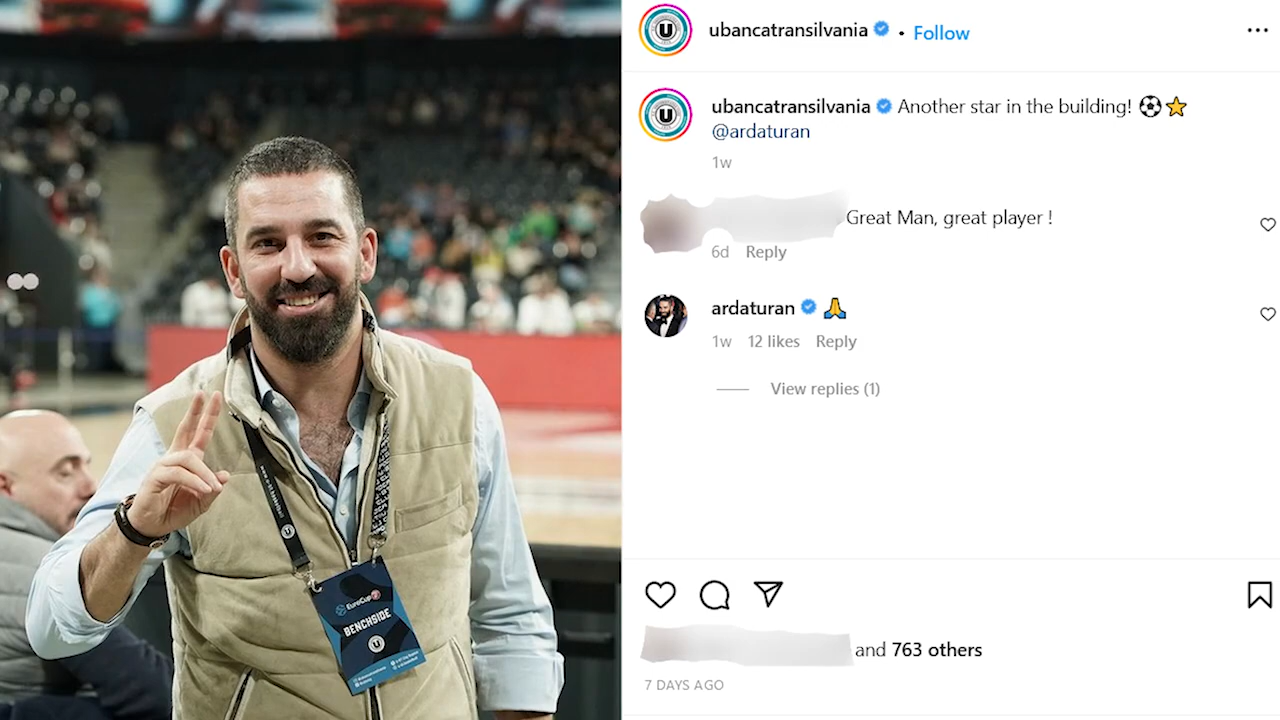 ubancatransilvania • Follow
ubancatransilvania Another star in the building!
@ardaturan
1w
Great Man, great player !
6d Reply
ardaturan
1w 12 likes Reply
View replies (1)
and 763 others
7 DAYS AGO
EuroCup
BENCHSIDE
U